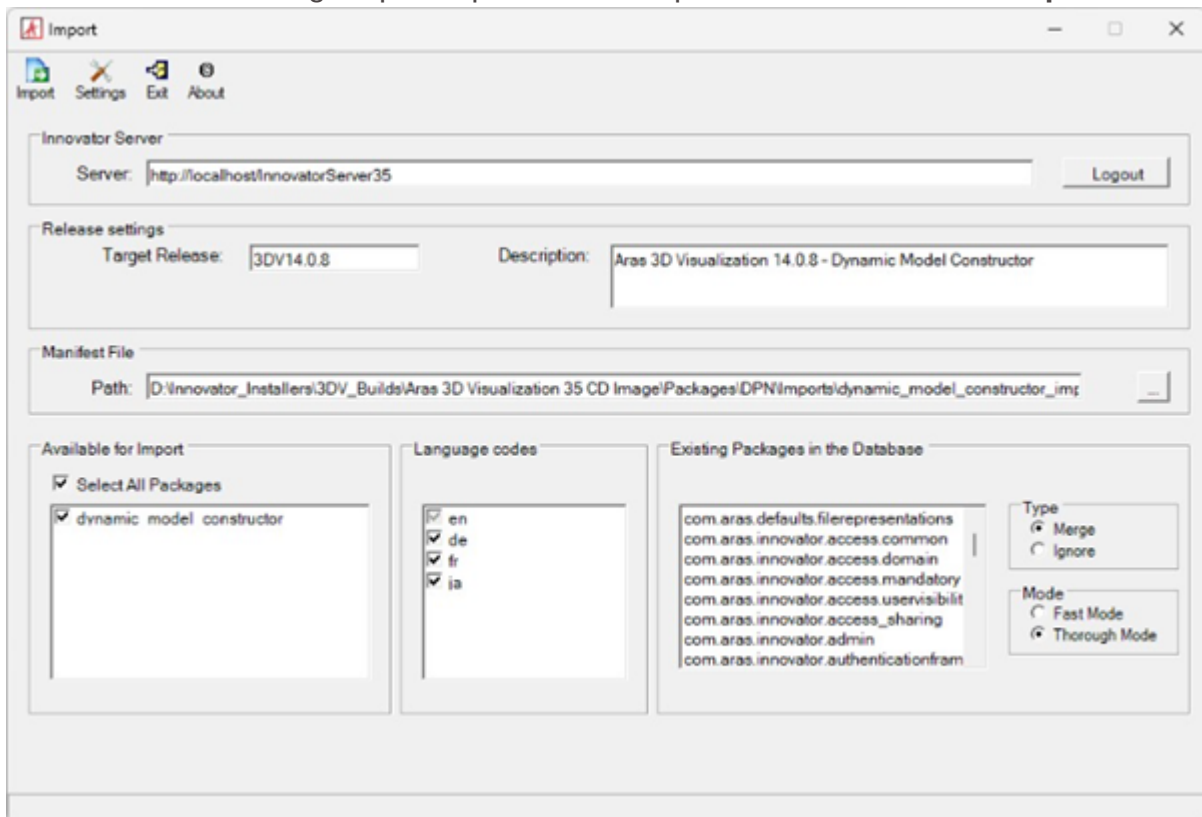 Import
Import Settings Exit About
Innovator Server
Server: http://localhost/InnovatorServer35 Logout
Release settings
Target Release: 3DV14.0.8 Description: Aras 3D Visualization 14.0.8 - Dynamic Model Constructor
Manifest File
Path: D:\Innovator_Installers\3DV_Builds\Aras 3D Visualization 35 CD Image\Packages\DPN\Imports\dynamic_model_constructor_imp ...
Available for Import
Select All Packages
dynamic_model_constructor
Language codes
en
de
fr
ja
Existing Packages in the Database
com.aras.defaults.filerepresentations
com.aras.innovator.access.common
com.aras.innovator.access.domain
com.aras.innovator.access.mandatory
com.aras.innovator.access.uservisibilit
com.aras.innovator.access_sharing
com.aras.innovator.admin
com.aras.innovator.authenticationfram
Type
Merge
Ignore
Mode
Fast Mode
Thorough Mode